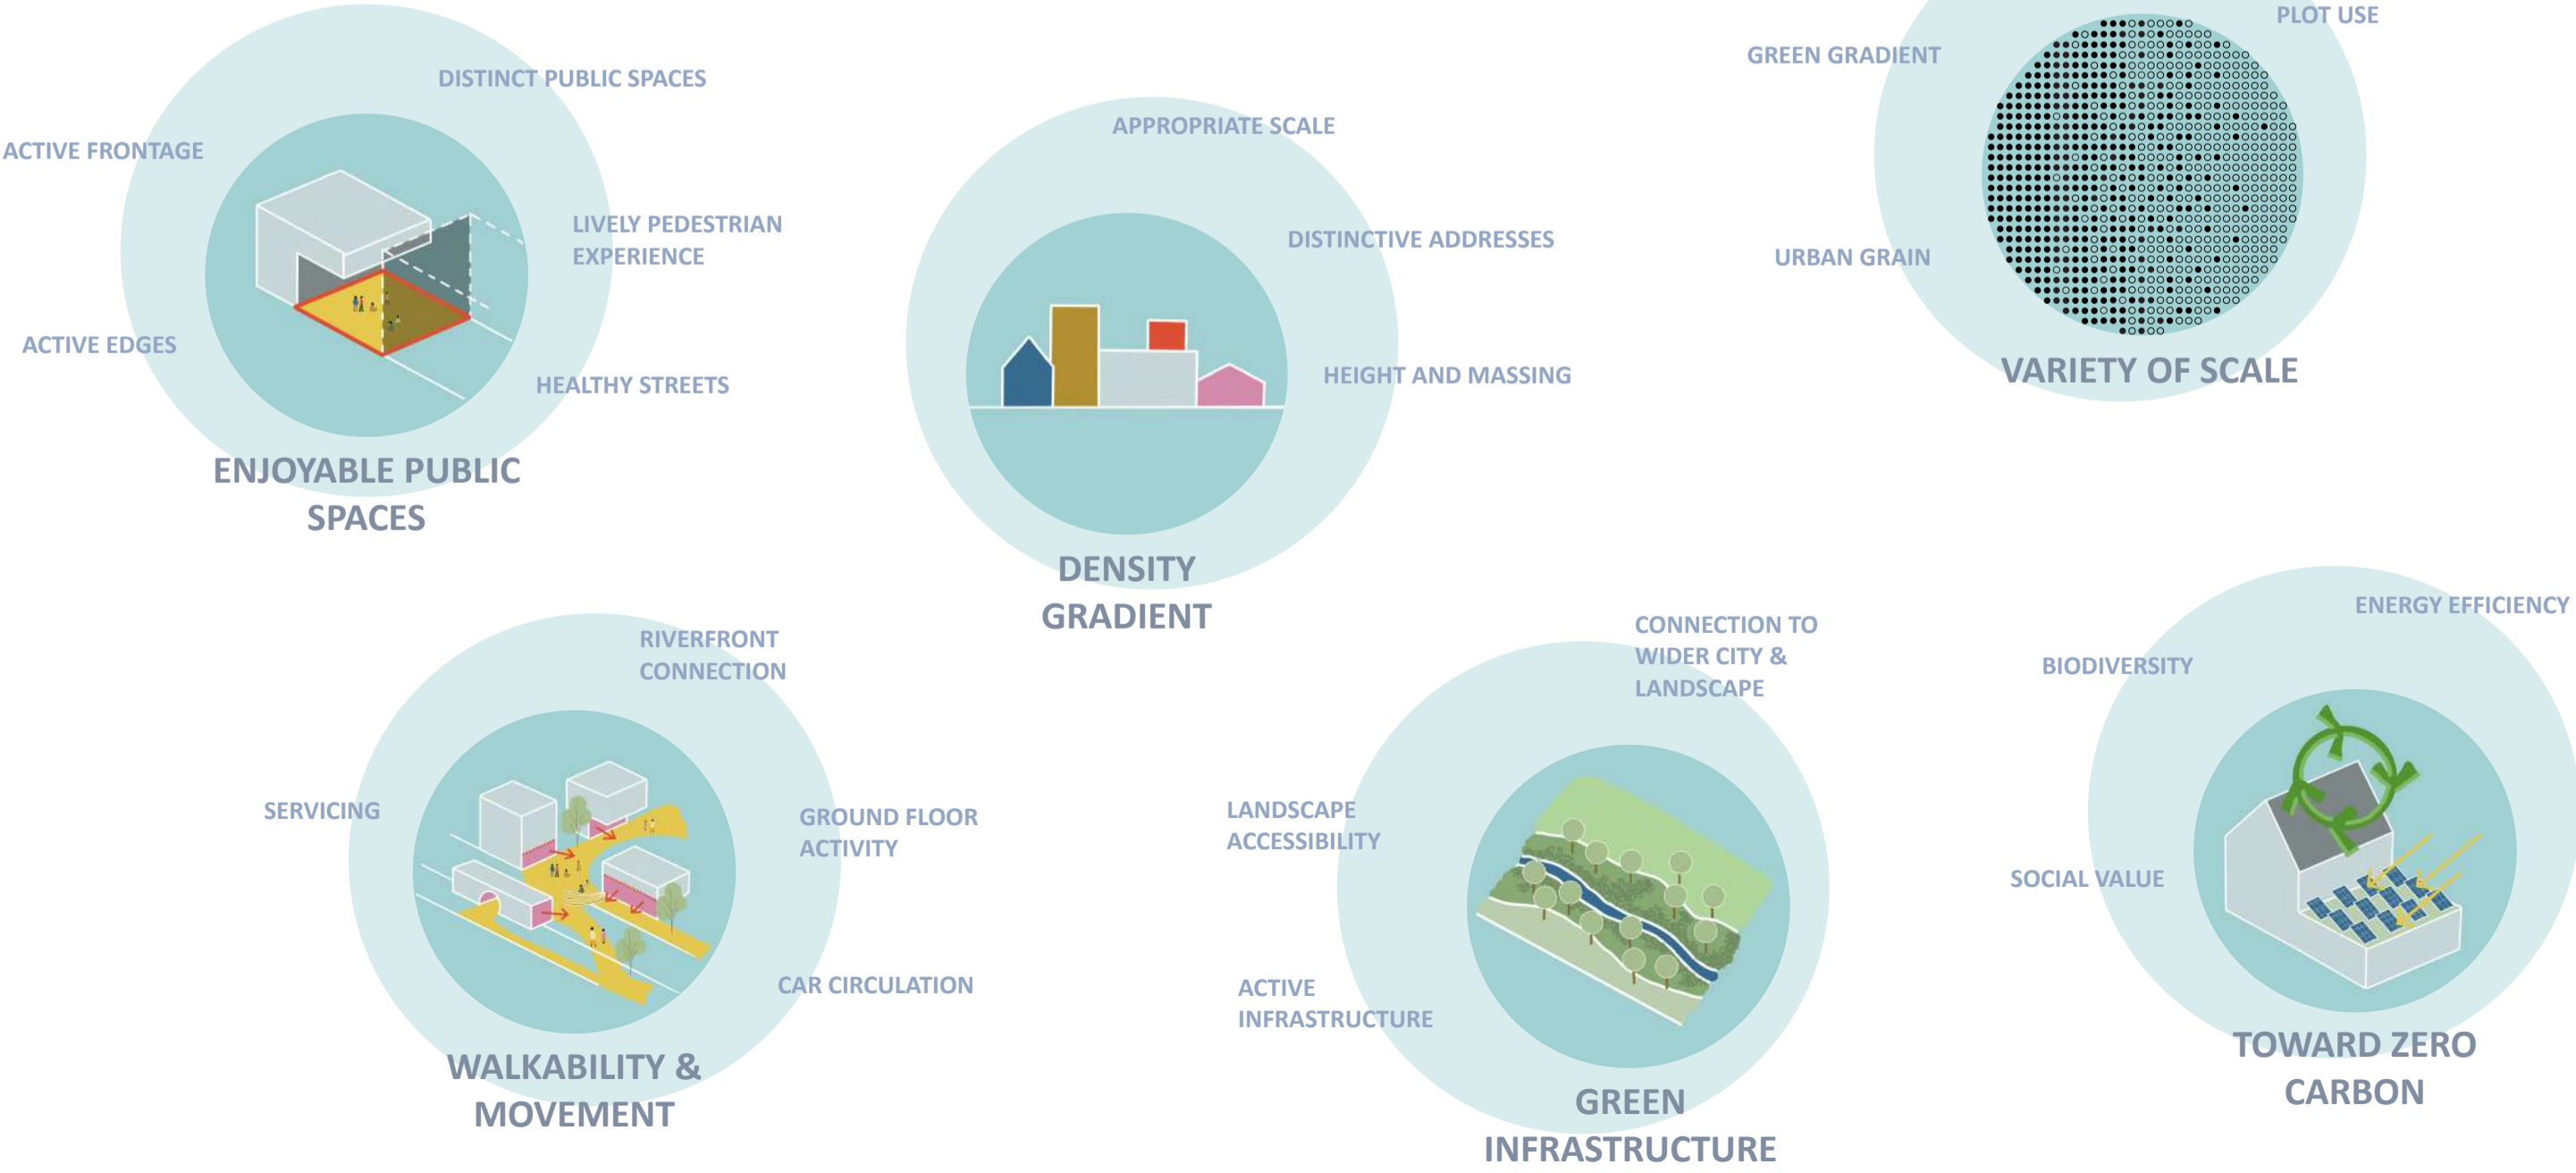 DISTINCT PUBLIC SPACES
ACTIVE FRONTAGE
LIVELY PEDESTRIAN
EXPERIENCE
ACTIVE EDGES
HEALTHY STREETS
ENJOYABLE PUBLIC
SPACES
APPROPRIATE SCALE
DISTINCTIVE ADDRESSES
HEIGHT AND MASSING
DENSITY
GRADIENT
PLOT USE
GREEN GRADIENT
URBAN GRAIN
VARIETY OF SCALE
RIVERFRONT
CONNECTION
SERVICING
GROUND FLOOR
ACTIVITY
CAR CIRCULATION
WALKABILITY &
MOVEMENT
CONNECTION TO
WIDER CITY &
LANDSCAPE
LANDSCAPE
ACCESSIBILITY
ACTIVE
INFRASTRUCTURE
GREEN
INFRASTRUCTURE
ENERGY EFFICIENCY
BIODIVERSITY
SOCIAL VALUE
TOWARD ZERO
CARBON